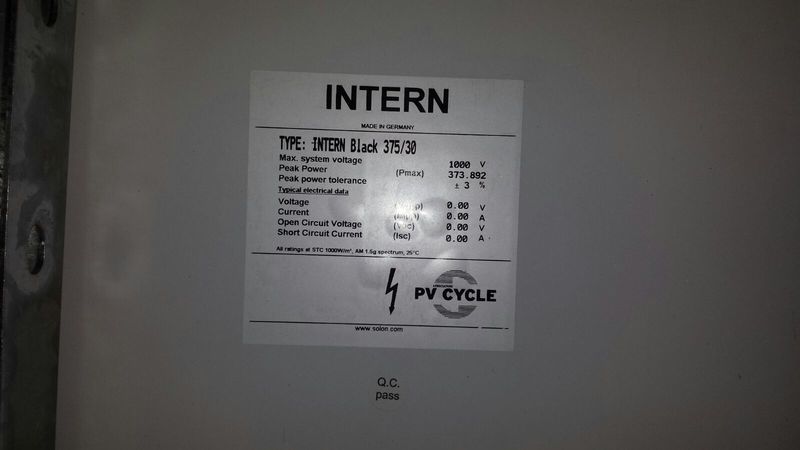 INTERN
MADE IN GERMANY
TYPE: INTERN Black 375/30
Max. system voltage 1000 V
Peak Power (Pmax) 373.892
Peak power tolerance ± 3 %
Typical electrical data
Voltage 0.00 V
Current 0.00 A
Open Circuit Voltage (Voc) 0.00 V
Short Circuit Current (Isc) 0.00 A
All ratings at STC 1000W/m², AM 1.5g spectrum, 25°C
PV CYCLE
www.solon.com
Q.C.
pass